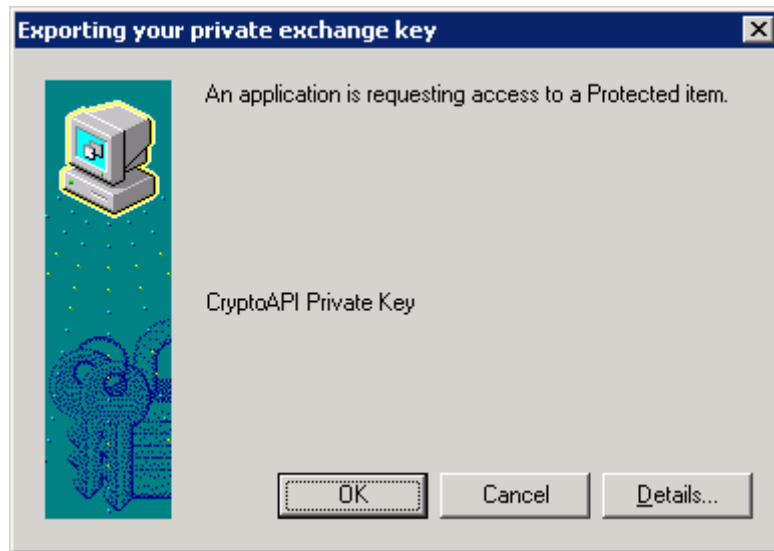 Exporting your private exchange key
An application is requesting access to a Protected item.
CryptoAPI Private Key
OK
Cancel
Details...